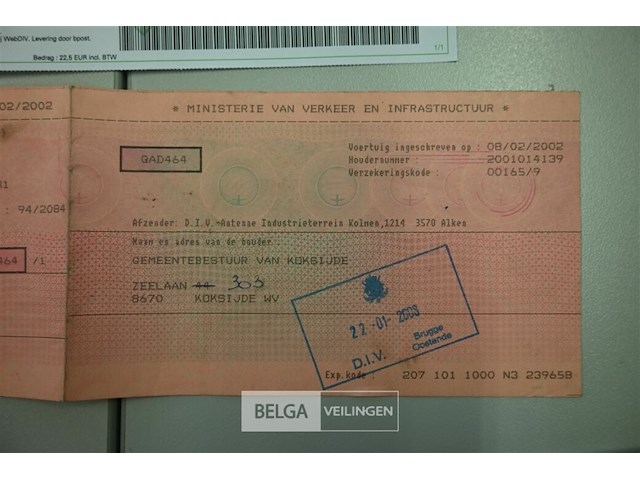 WebDIV. Levering door bpost.
Bedrag : 22,5 EUR incl. BTW
1/1
02/2002
* MINISTERIE VAN VERKEER EN INFRASTRUCTUUR *
GAD464
Voertuig ingeschreven op : 08/02/2002
Houdernummer : 2001014139
Verzekeringskode : 00165/9
: 94/2084
Afzender: D.I.V.-Antenne Industrieterrein Kolmen,1214 3570 Alken
Naam en adres van de houder
GEMEENTEBESTUUR VAN KOKSIJDE
464 /1
ZEELAAN 44 303
8670 KOKSIJDE WV
22 -01- 2003
Brugge
Oostende
D.I.V.
Exp.kode : 207 101 1000 N3 23965B
BELGA VEILINGEN